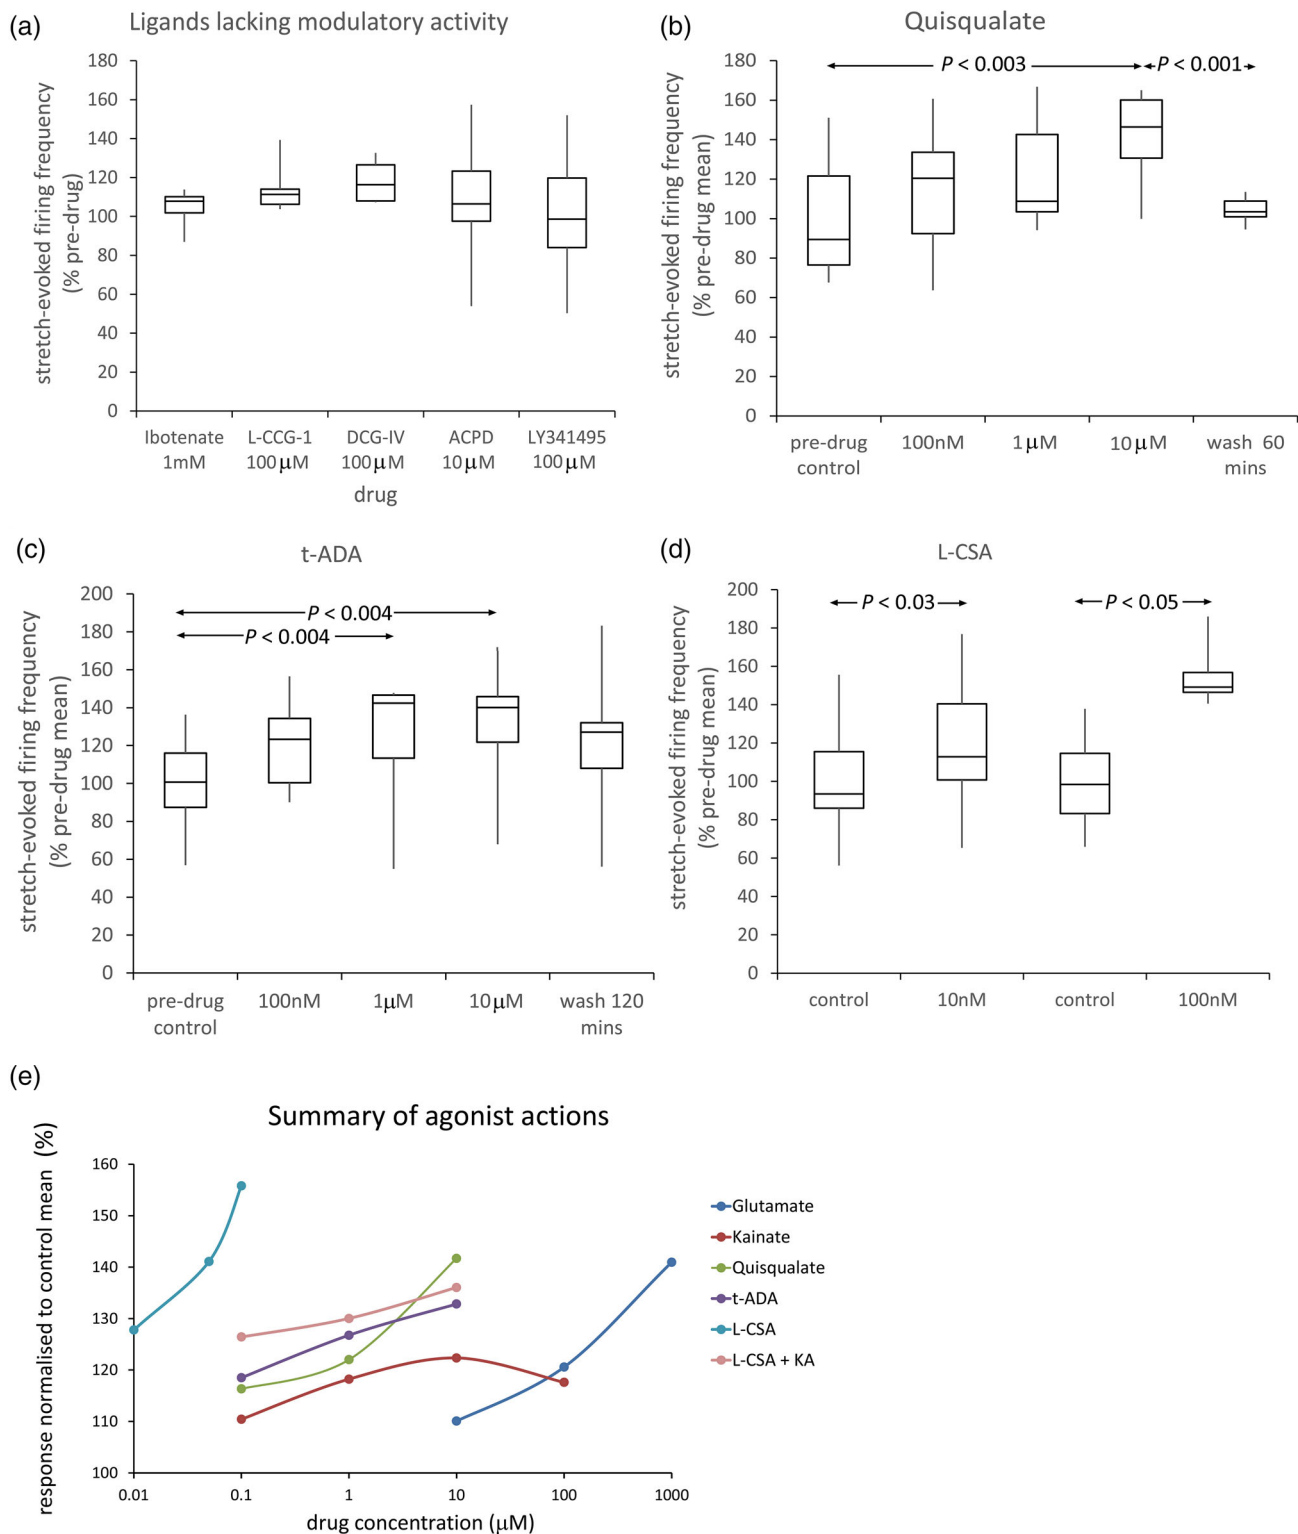 (a)
Ligands lacking modulatory activity
stretch-evoked firing frequency
(% pre-drug)
180
160
140
120
100
80
60
40
20
0
Ibotenate L-CCG-1 DCG-IV ACPD LY341495
1mM 100μM 100μM 10μM 100μM
drug
(b)
Quisqualate
stretch-evoked firing frequency
(% pre-drug mean)
180
160
140
120
100
80
60
40
20
0
P < 0.003 P < 0.001
pre-drug 100nM 1μM 10μM wash 60
control mins
(c)
t-ADA
stretch-evoked firing frequency
(% pre-drug mean)
200
180
160
140
120
100
80
60
40
20
0
P < 0.004
P < 0.004
pre-drug 100nM 1μM 10μM wash 120
control mins
(d)
L-CSA
stretch-evoked firing frequency
(% pre-drug mean)
200
180
160
140
120
100
80
60
40
20
0
P < 0.03 P < 0.05
control 10nM control 100nM
(e)
Summary of agonist actions
response normalised to control mean (%)
160
150
140
130
120
110
100
0.01 0.1 1 10 100 1000
drug concentration (μM)
Glutamate
Kainate
Quisqualate
t-ADA
L-CSA
L-CSA + KA